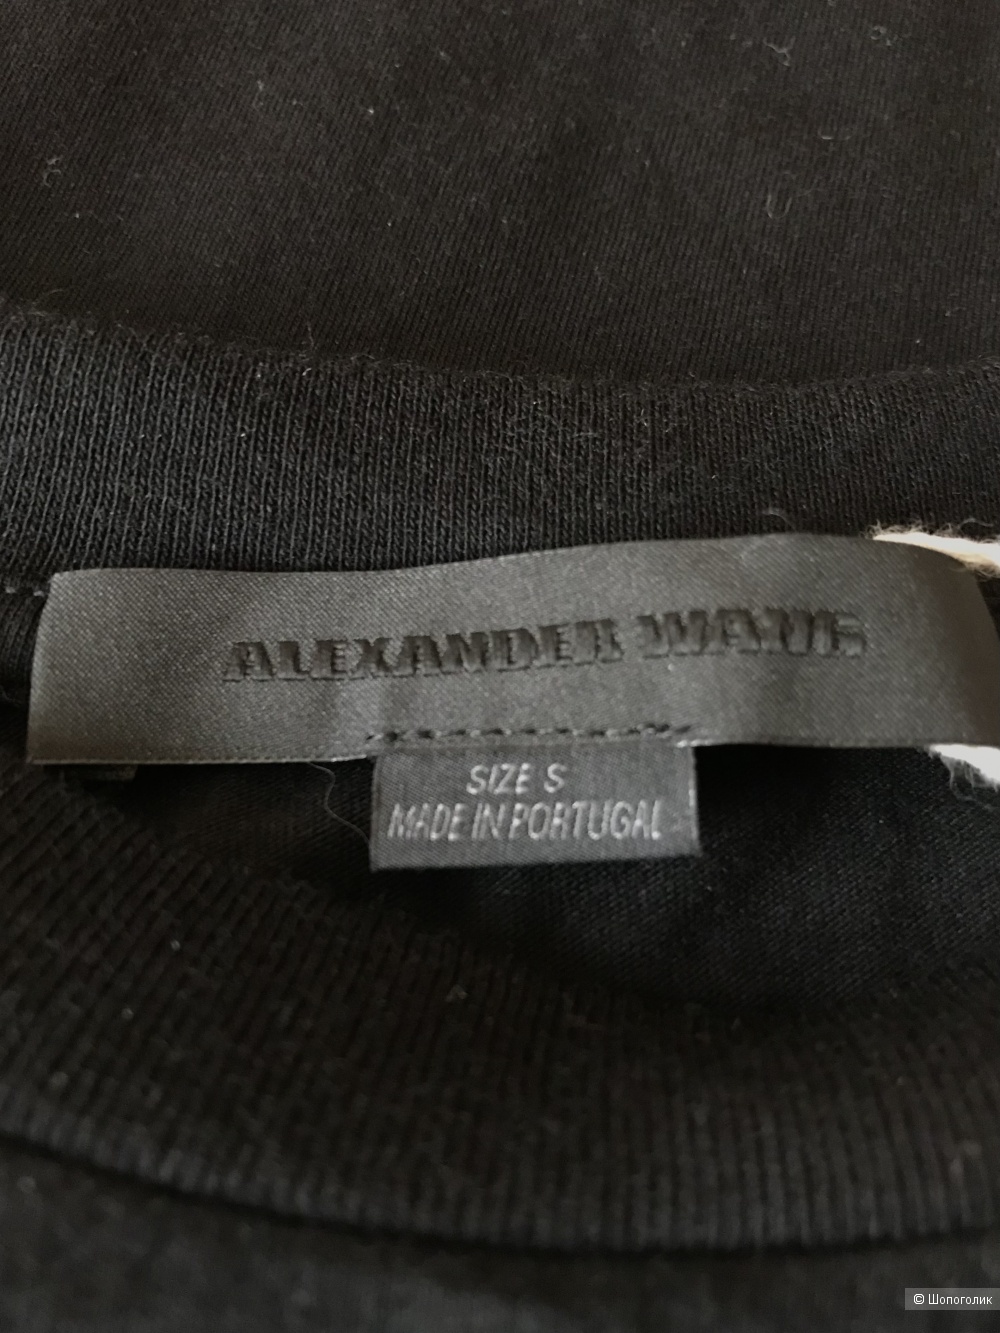 ALEXANDER WANG
SIZE S
MADE IN PORTUGAL
© Шопоголик